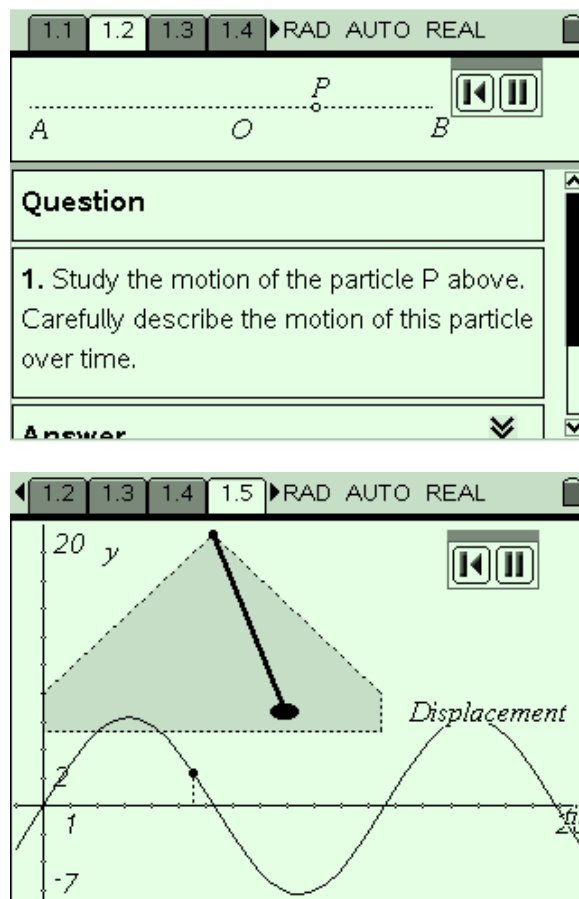 1.1 1.2 1.3 1.4 RAD AUTO REAL
P
A O B
Question
1. Study the motion of the particle P above.
Carefully describe the motion of this particle
over time.
Answer
1.2 1.3 1.4 1.5 RAD AUTO REAL
20 y
Displacement
2
1
-7